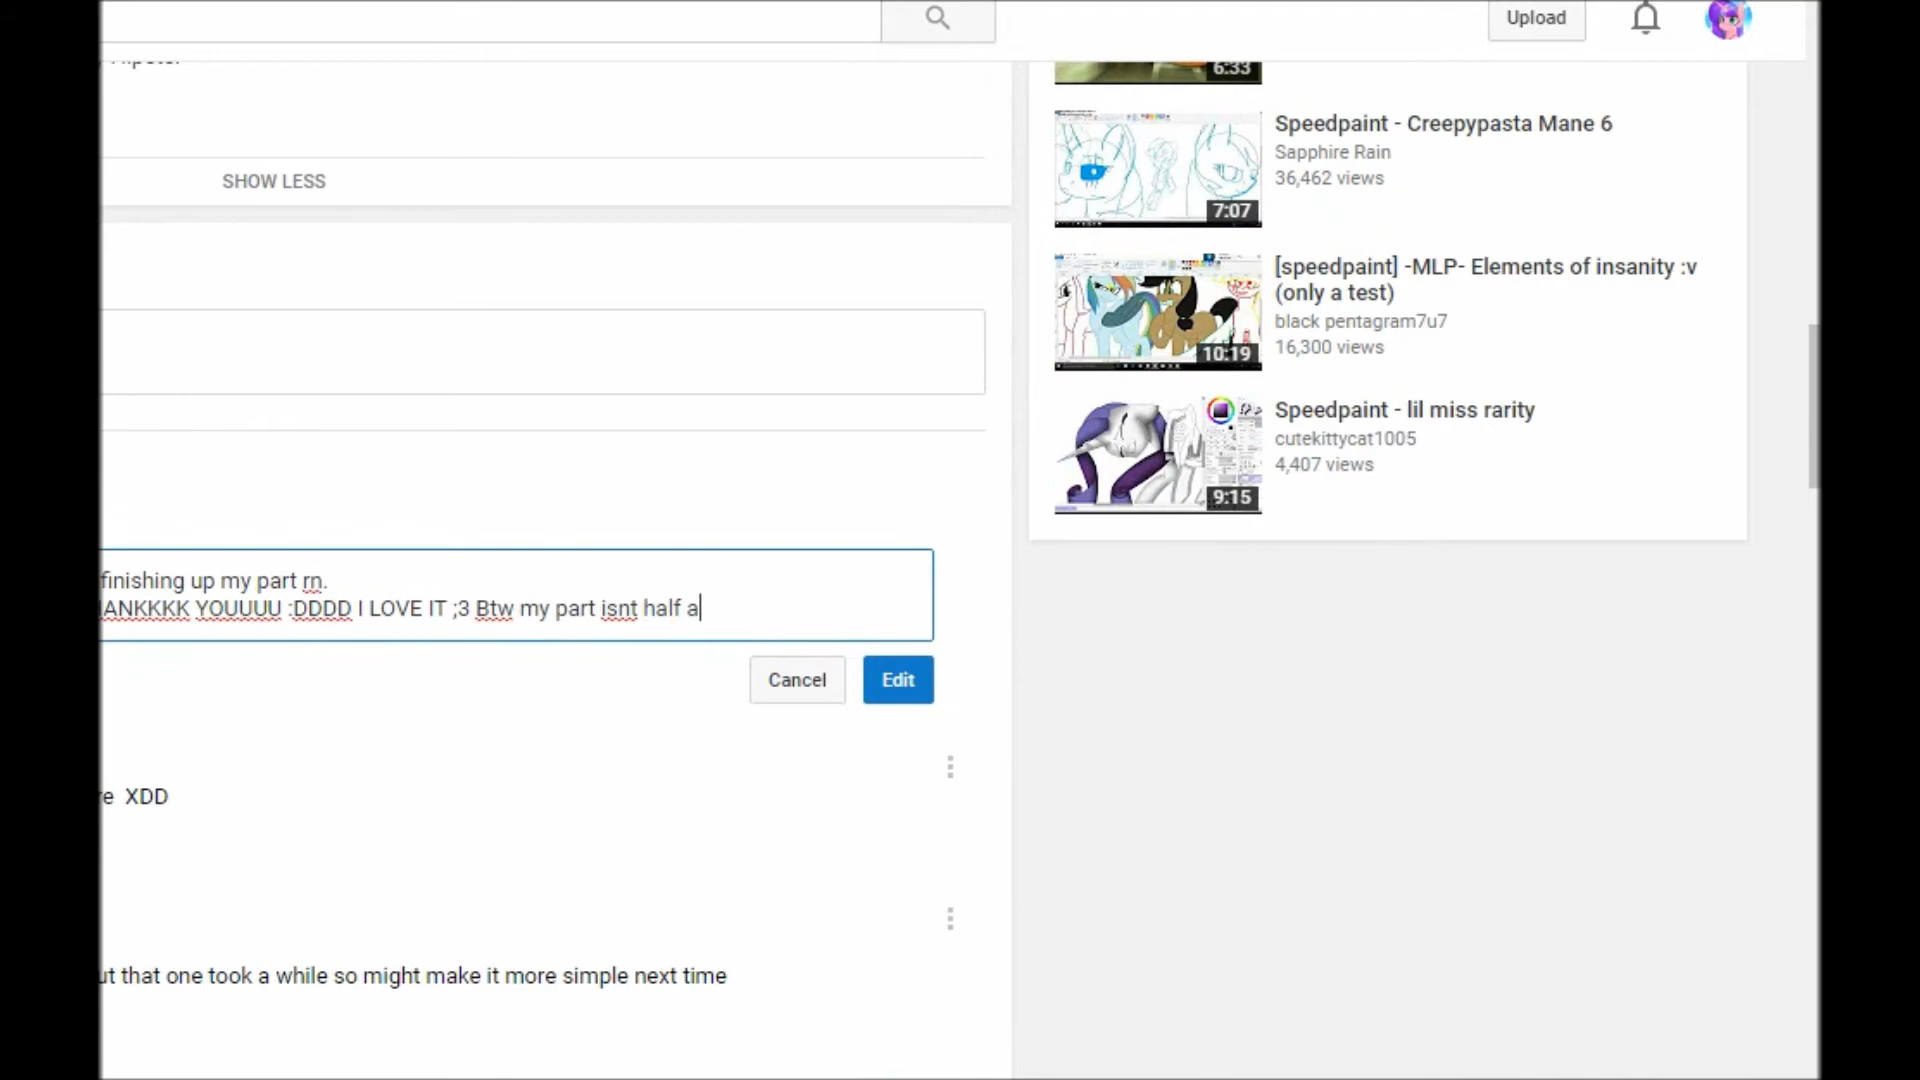 Upload
6:33
SHOW LESS
Speedpaint - Creepypasta Mane 6
Sapphire Rain
36,462 views
7:07
[speedpaint] -MLP- Elements of insanity :v
(only a test)
black pentagram7u7
16,300 views
10:19
Speedpaint - lil miss rarity
cutekittycat1005
4,407 views
9:15
finishing up my part rn.
ANKKKK YOUUUU :DDDD I LOVE IT ;3 Btw my part isnt half a
Cancel
Edit
e XDD
ut that one took a while so might make it more simple next time